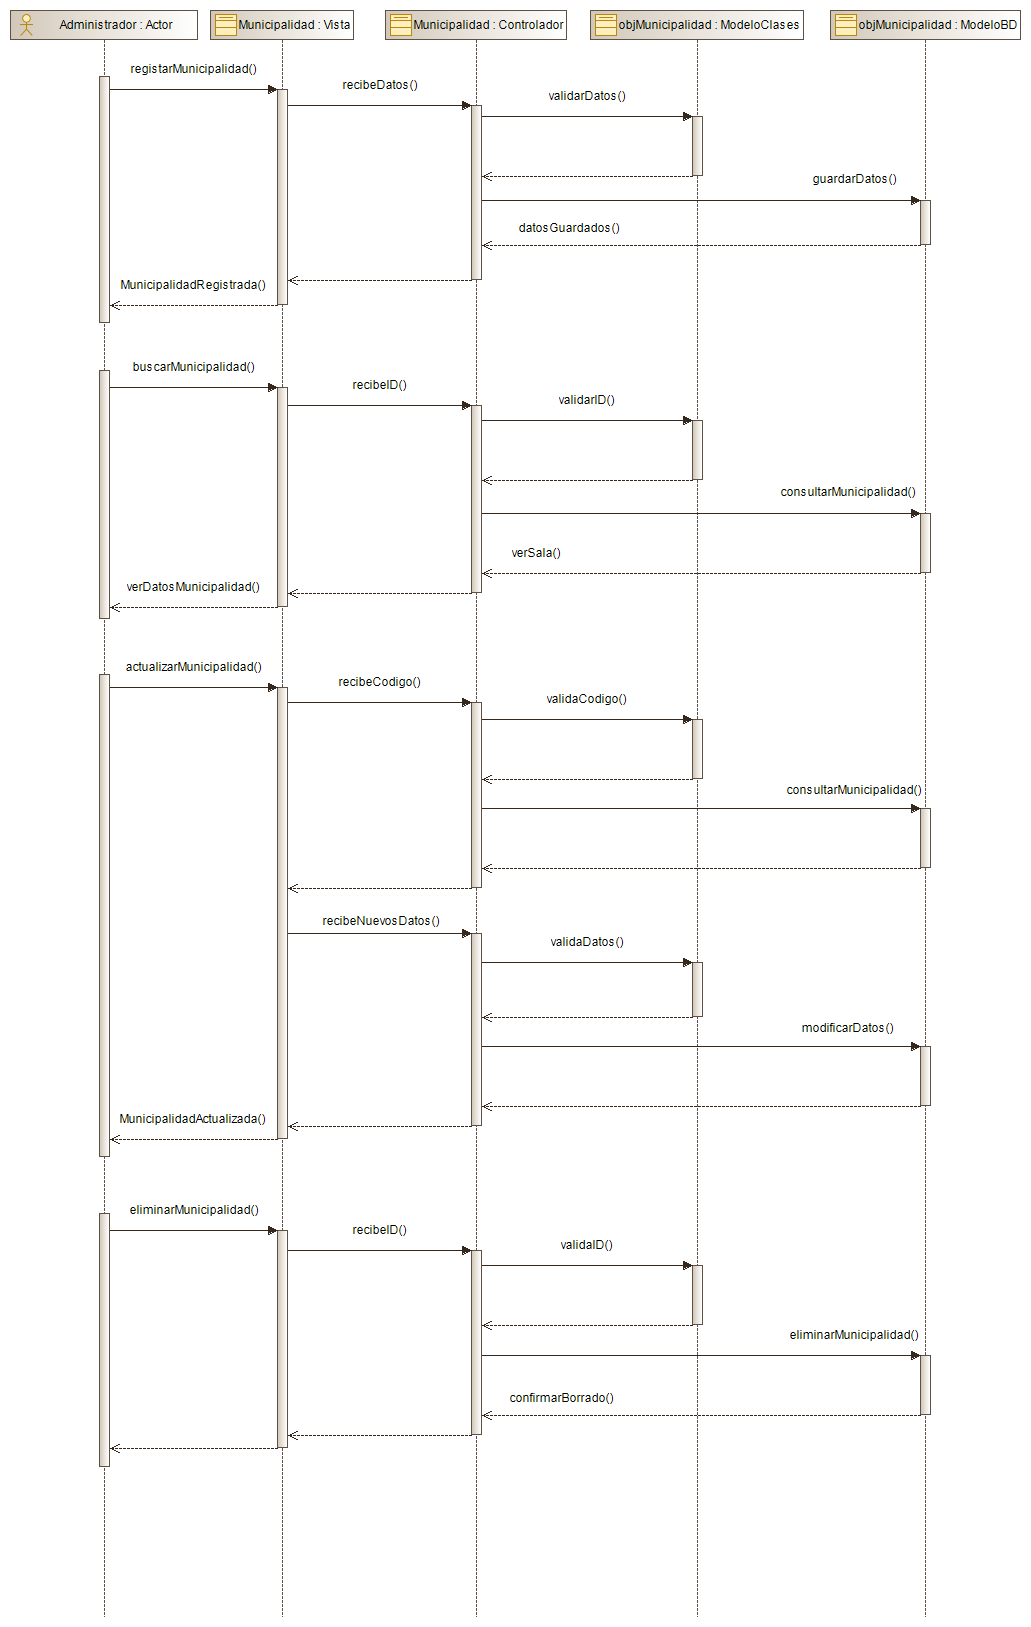 Administrador : Actor
Municipalidad : Vista
Municipalidad : Controlador
objMunicipalidad : ModeloClases
objMunicipalidad : ModeloBD
registarMunicipalidad()
recibeDatos()
validarDatos()
guardarDatos()
datosGuardados()
MunicipalidadRegistrada()
buscarMunicipalidad()
recibeID()
validarID()
consultarMunicipalidad()
verSala()
verDatosMunicipalidad()
actualizarMunicipalidad()
recibeCodigo()
validaCodigo()
consultarMunicipalidad()
recibeNuevosDatos()
validaDatos()
modificarDatos()
MunicipalidadActualizada()
eliminarMunicipalidad()
recibeID()
validaID()
eliminarMunicipalidad()
confirmarBorrado()